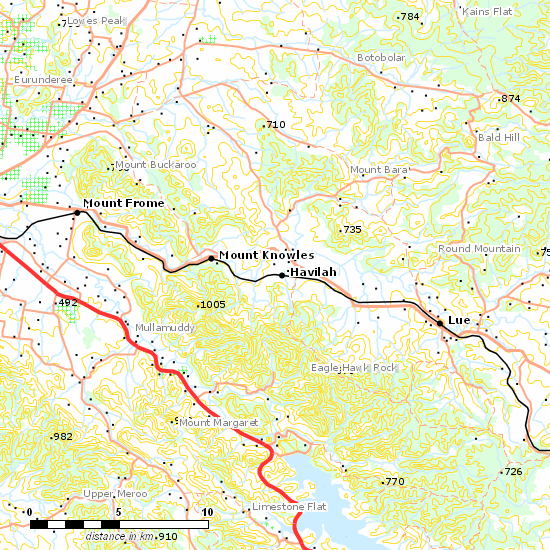 Kains Flat
784
Lowes Peak
Botobolar
Eurunderee
874
710
Bald Hill
Mount Buckaroo
Mount Bara
Mount Frome
735
Round Mountain
Mount Knowles
Havilah
492
1005
Lue
Mullamuddy
Eagle Hawk Rock
Mount Margaret
982
726
770
Upper Meroo
Limestone Flat
0 5 10
distance in km
910